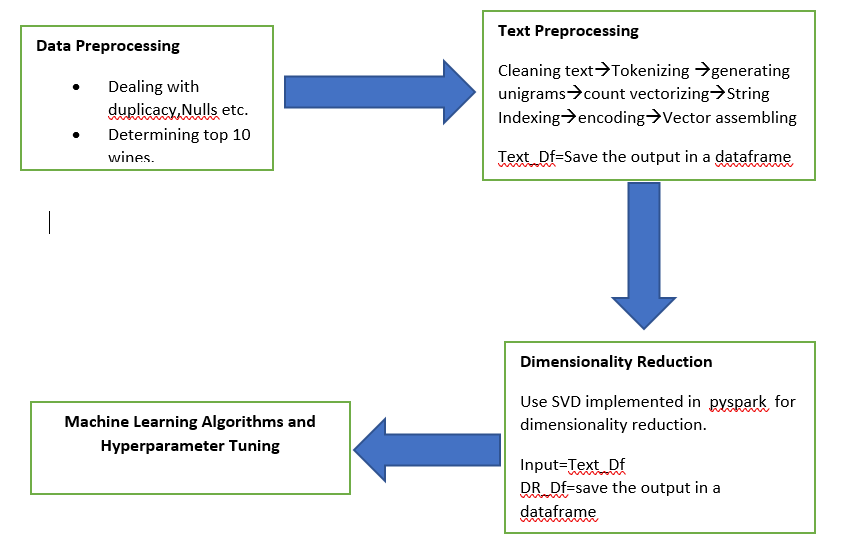 Data Preprocessing
• Dealing with
duplicacy,Nulls etc.
• Determining top 10
wines.
Text Preprocessing
Cleaning text→Tokenizing →generating
unigrams→count vectorizing→String
Indexing→encoding→Vector assembling
Text_Df=Save the output in a dataframe
Dimensionality Reduction
Use SVD implemented in pyspark for
dimensionality reduction.
Input=Text_Df
DR_Df=save the output in a
dataframe
Machine Learning Algorithms and
Hyperparameter Tuning